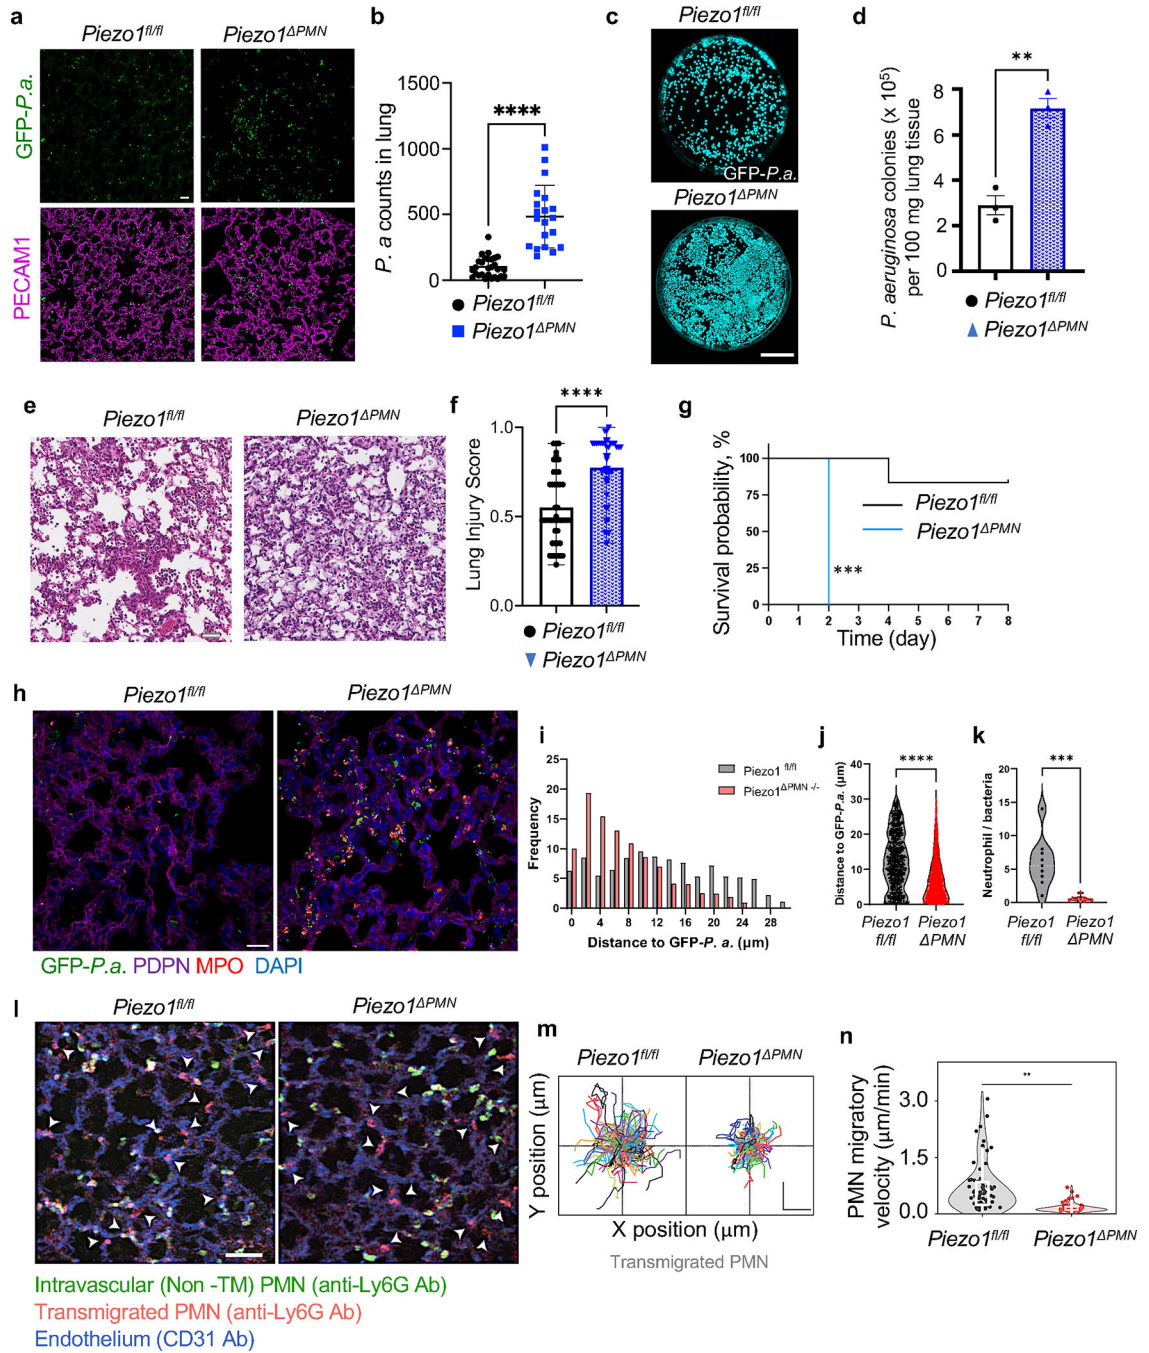 a
Piezo1fl/fl
Piezo1ΔPMN
GFP-P.a.
PECAM1
b
P. a counts in lung
1500
1000
500
0
****
Piezo1fl/fl
Piezo1ΔPMN
c
Piezo1fl/fl
GFP-P.a.
Piezo1ΔPMN
d
P. aeruginosa colonies (x 10⁵)
per 100 mg lung tissue
8
6
4
2
0
**
Piezo1fl/fl
Piezo1ΔPMN
e
Piezo1fl/fl
Piezo1ΔPMN
f
Lung Injury Score
1.0
0.5
0.0
****
Piezo1fl/fl
Piezo1ΔPMN
g
Survival probability, %
100
75
50
25
0
Piezo1fl/fl
Piezo1ΔPMN
***
0 1 2 3 4 5 6 7 8
Time (day)
h
Piezo1fl/fl
Piezo1ΔPMN
GFP-P.a. PDPN MPO DAPI
i
Frequency
25
20
15
10
5
0
Piezo1 fl/fl
Piezo1ΔPMN -/-
0 4 8 12 16 20 24 28
Distance to GFP-P. a. (μm)
j
Distance to GFP-P.a. (μm)
40
30
20
10
0
****
Piezo1 Piezo1
fl/fl ΔPMN
k
Neutrophil / bacteria
20
15
10
5
0
***
Piezo1 Piezo1
fl/fl ΔPMN
l
Piezo1fl/fl
Piezo1ΔPMN
Intravascular (Non -TM) PMN (anti-Ly6G Ab)
Transmigrated PMN (anti-Ly6G Ab)
Endothelium (CD31 Ab)
m
Piezo1fl/fl
Piezo1ΔPMN
Y position (μm)
X position (μm)
Transmigrated PMN
n
PMN migratory
velocity (μm/min)
3.0
1.5
0.0
**
Piezo1fl/fl
Piezo1ΔPMN